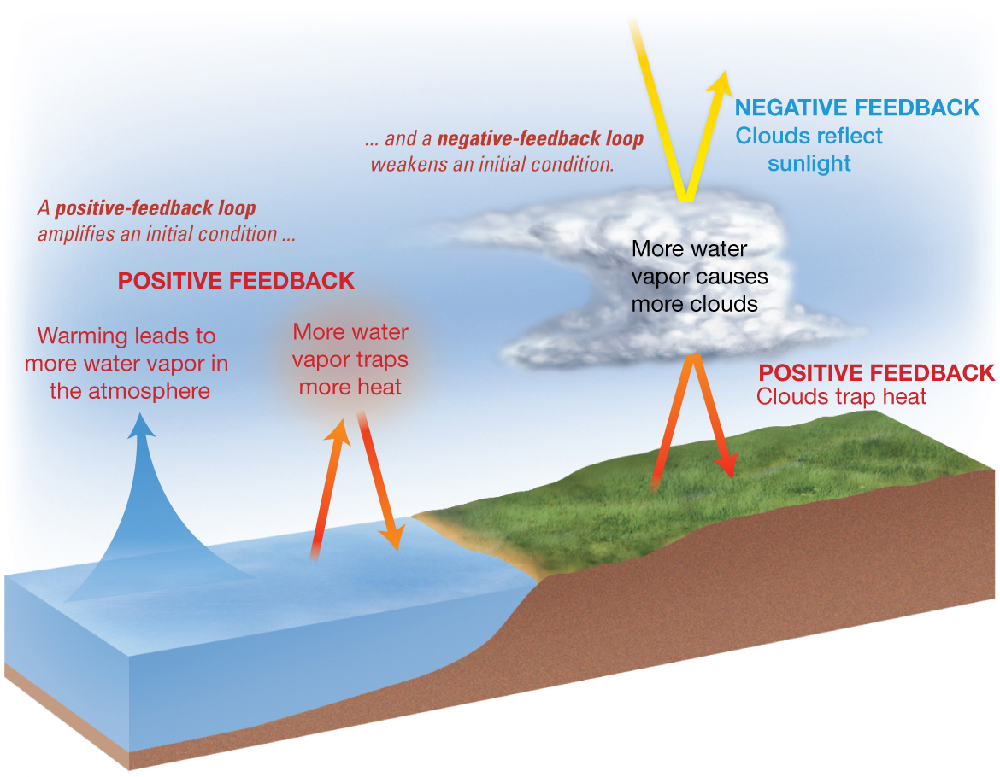 A positive-feedback loop
amplifies an initial condition ...
POSITIVE FEEDBACK
Warming leads to
more water vapor in
the atmosphere
More water
vapor traps
more heat
... and a negative-feedback loop
weakens an initial condition.
NEGATIVE FEEDBACK
Clouds reflect
sunlight
More water
vapor causes
more clouds
POSITIVE FEEDBACK
Clouds trap heat